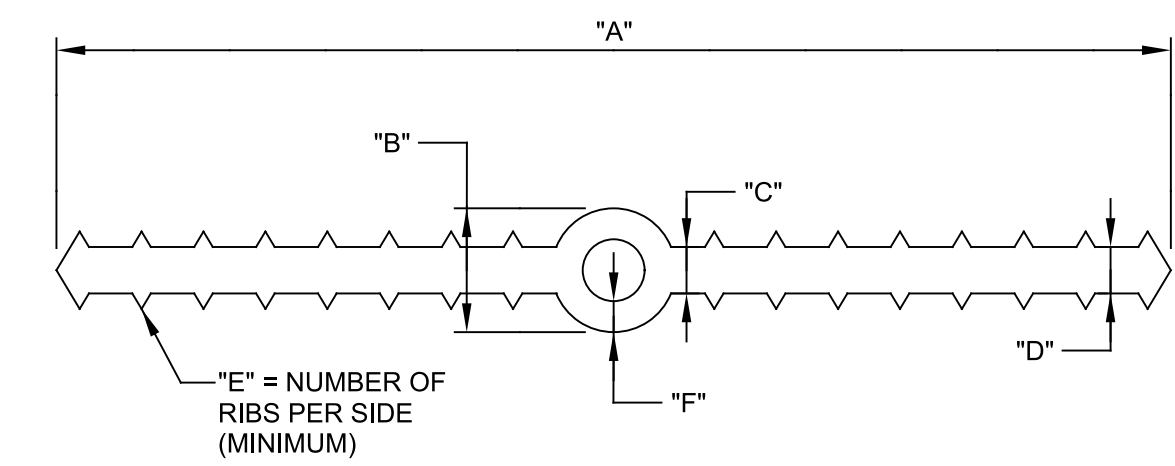 "A"
"B"
"C"
"D"
"E" = NUMBER OF
RIBS PER SIDE
(MINIMUM)
"F"